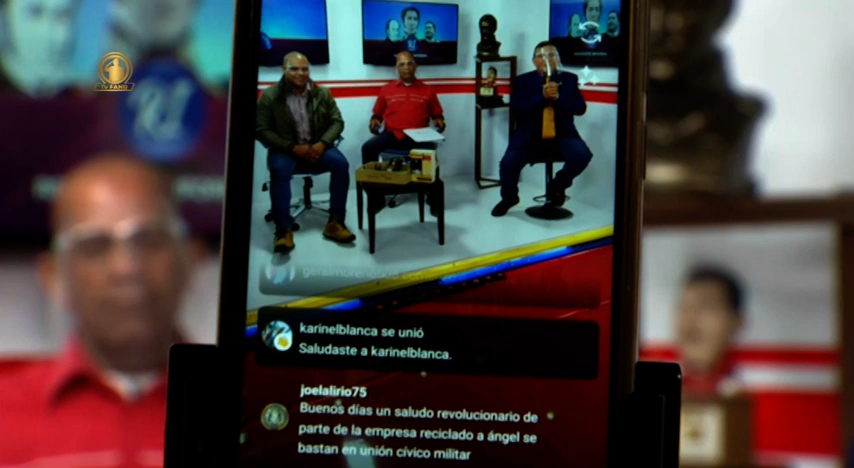 TV FANB
karinelblanca se unió
Saludaste a karinelblanca.
joelalirio75
Buenos días un saludo revolucionario de
parte de la empresa reciclado a ángel se
bastan en unión cívico militar